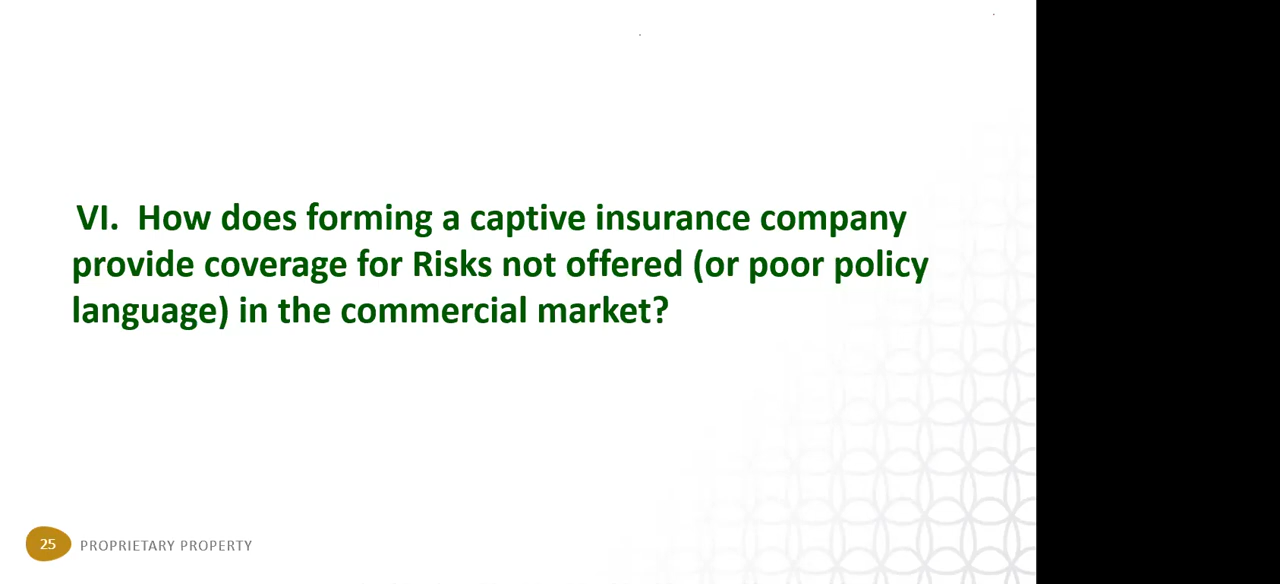 VI.  How does forming a captive insurance company
provide coverage for Risks not offered (or poor policy
language) in the commercial market?
25
PROPRIETARY PROPERTY